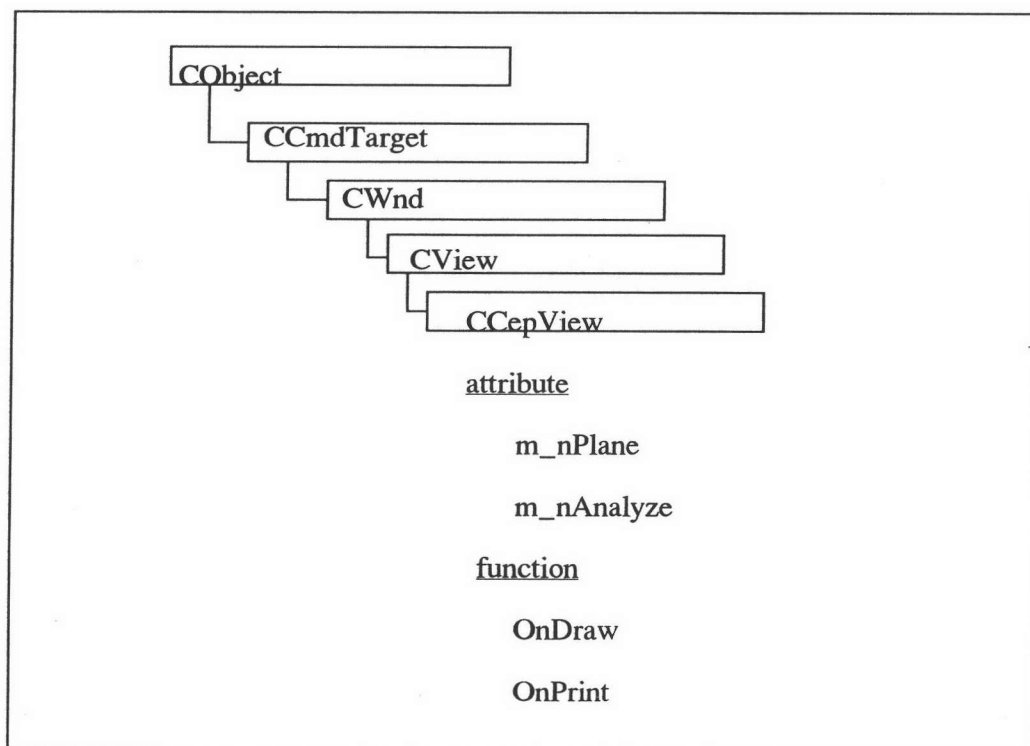 CObject
CCmdTarget
CWnd
CView
CCepView
attribute
m_nPlane
m_nAnalyze
function
OnDraw
OnPrint